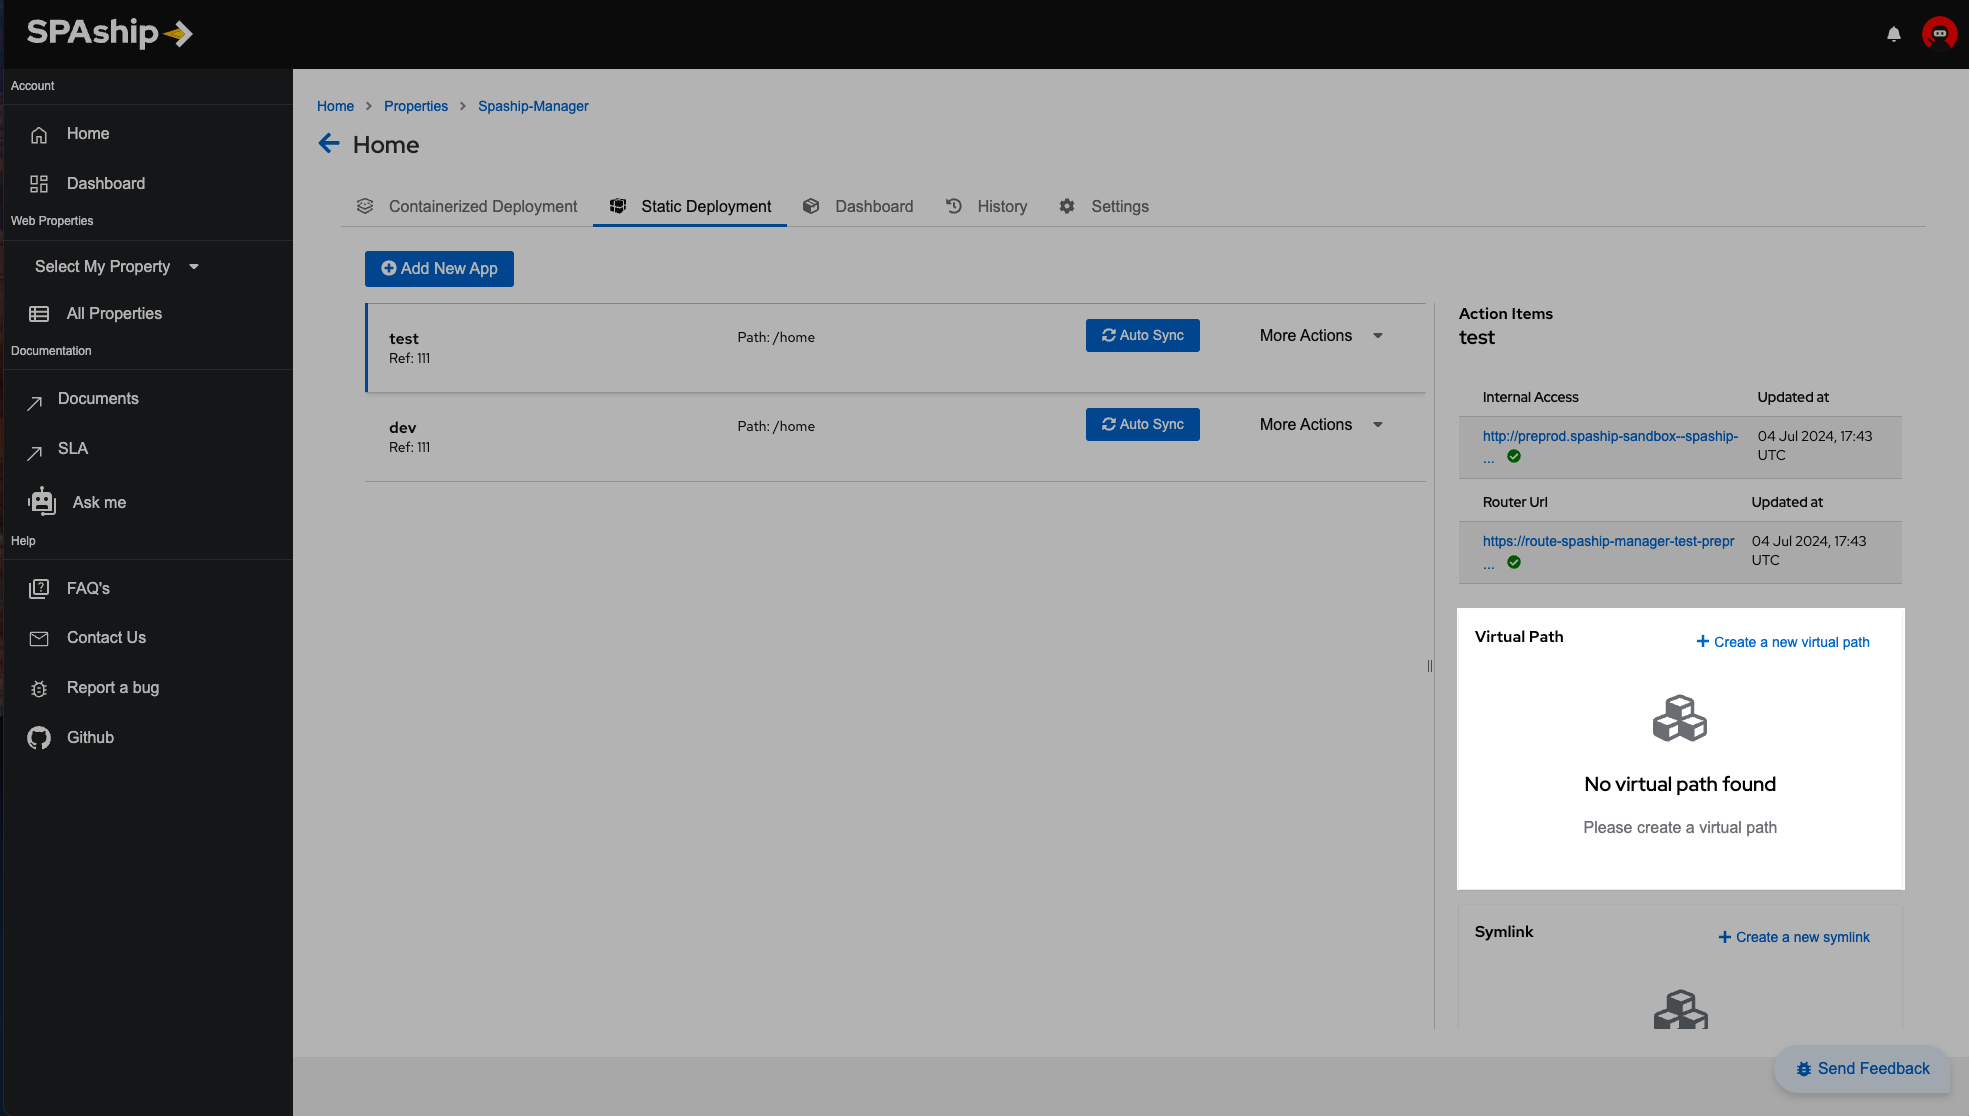 SPAship
Account
Home
Dashboard
Web Properties
Select My Property
All Properties
Documentation
Documents
SLA
Ask me
Help
FAQ's
Contact Us
Report a bug
Github
Home > Properties > Spaship-Manager
Home
Containerized Deployment
Static Deployment
Dashboard
History
Settings
Add New App
test
Ref: 111
Path: /home
Auto Sync
More Actions
dev
Ref: 111
Path: /home
Auto Sync
More Actions
Action Items
test
Internal Access Updated at
http://preprod.spaship-sandbox--spaship- 04 Jul 2024, 17:43
... UTC
Router Url Updated at
https://route-spaship-manager-test-prepr 04 Jul 2024, 17:43
... UTC
Virtual Path
Create a new virtual path
No virtual path found
Please create a virtual path
Symlink
Create a new symlink
Send Feedback